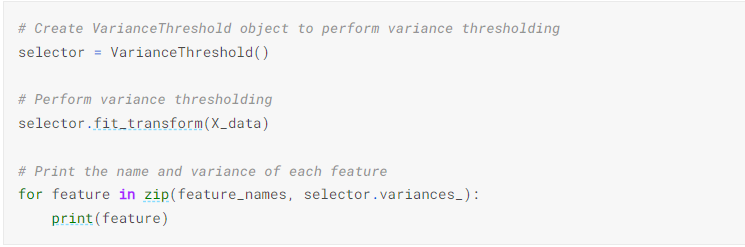 # Create VarianceThreshold object to perform variance thresholding
selector = VarianceThreshold()
# Perform variance thresholding
selector.fit_transform(X_data)
# Print the name and variance of each feature
for feature in zip(feature_names, selector.variances_):
    print(feature)